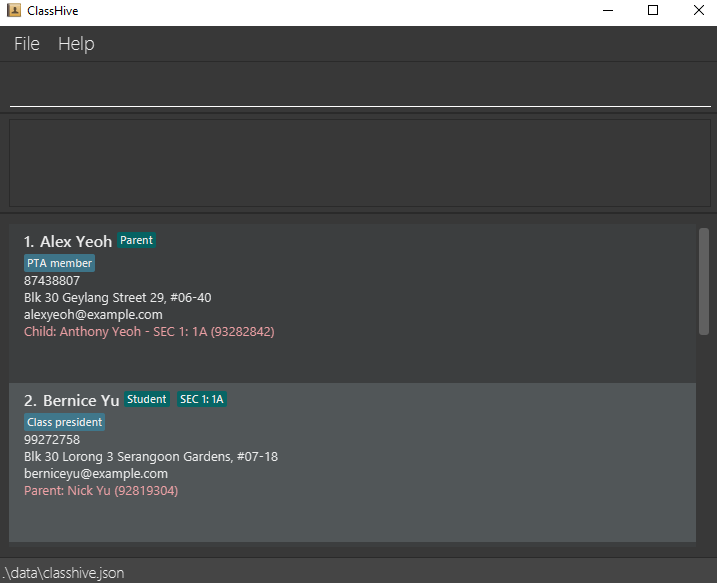 ClassHive
File Help
1. Alex Yeoh Parent
PTA member
87438807
Blk 30 Geylang Street 29, #06-40
alexyeoh@example.com
Child: Anthony Yeoh - SEC 1: 1A (93282842)
2. Bernice Yu Student SEC 1: 1A
Class president
99272758
Blk 30 Lorong 3 Serangoon Gardens, #07-18
berniceyu@example.com
Parent: Nick Yu (92819304)
.\data\classhive.json